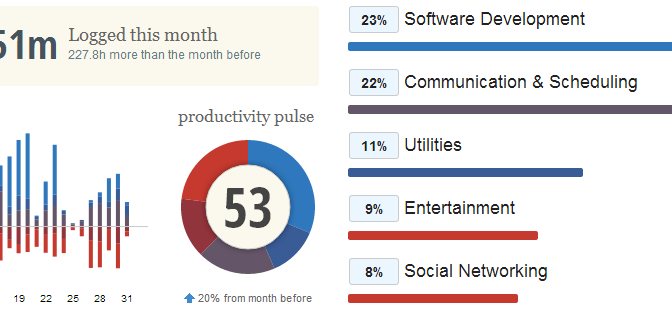 51m
Logged this month
227.8h more than the month before
productivity pulse
53
20% from month before
19 22 25 28 31
23% Software Development
22% Communication & Scheduling
11% Utilities
9% Entertainment
8% Social Networking